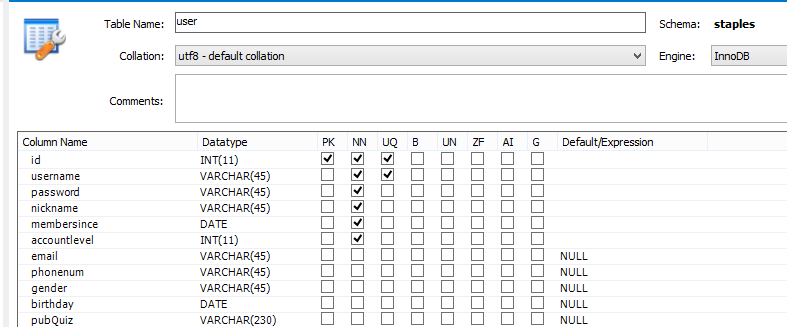 Table Name: user Schema: staples
Collation: utf8 - default collation Engine: InnoDB
Comments:
Column Name Datatype PK NN UQ B UN ZF AI G Default/Expression
id INT(11)
username VARCHAR(45)
password VARCHAR(45)
nickname VARCHAR(45)
membersince DATE
accountlevel INT(11)
email VARCHAR(45) NULL
phonenum VARCHAR(45) NULL
gender VARCHAR(45) NULL
birthday DATE NULL
pubQuiz VARCHAR(230) NULL